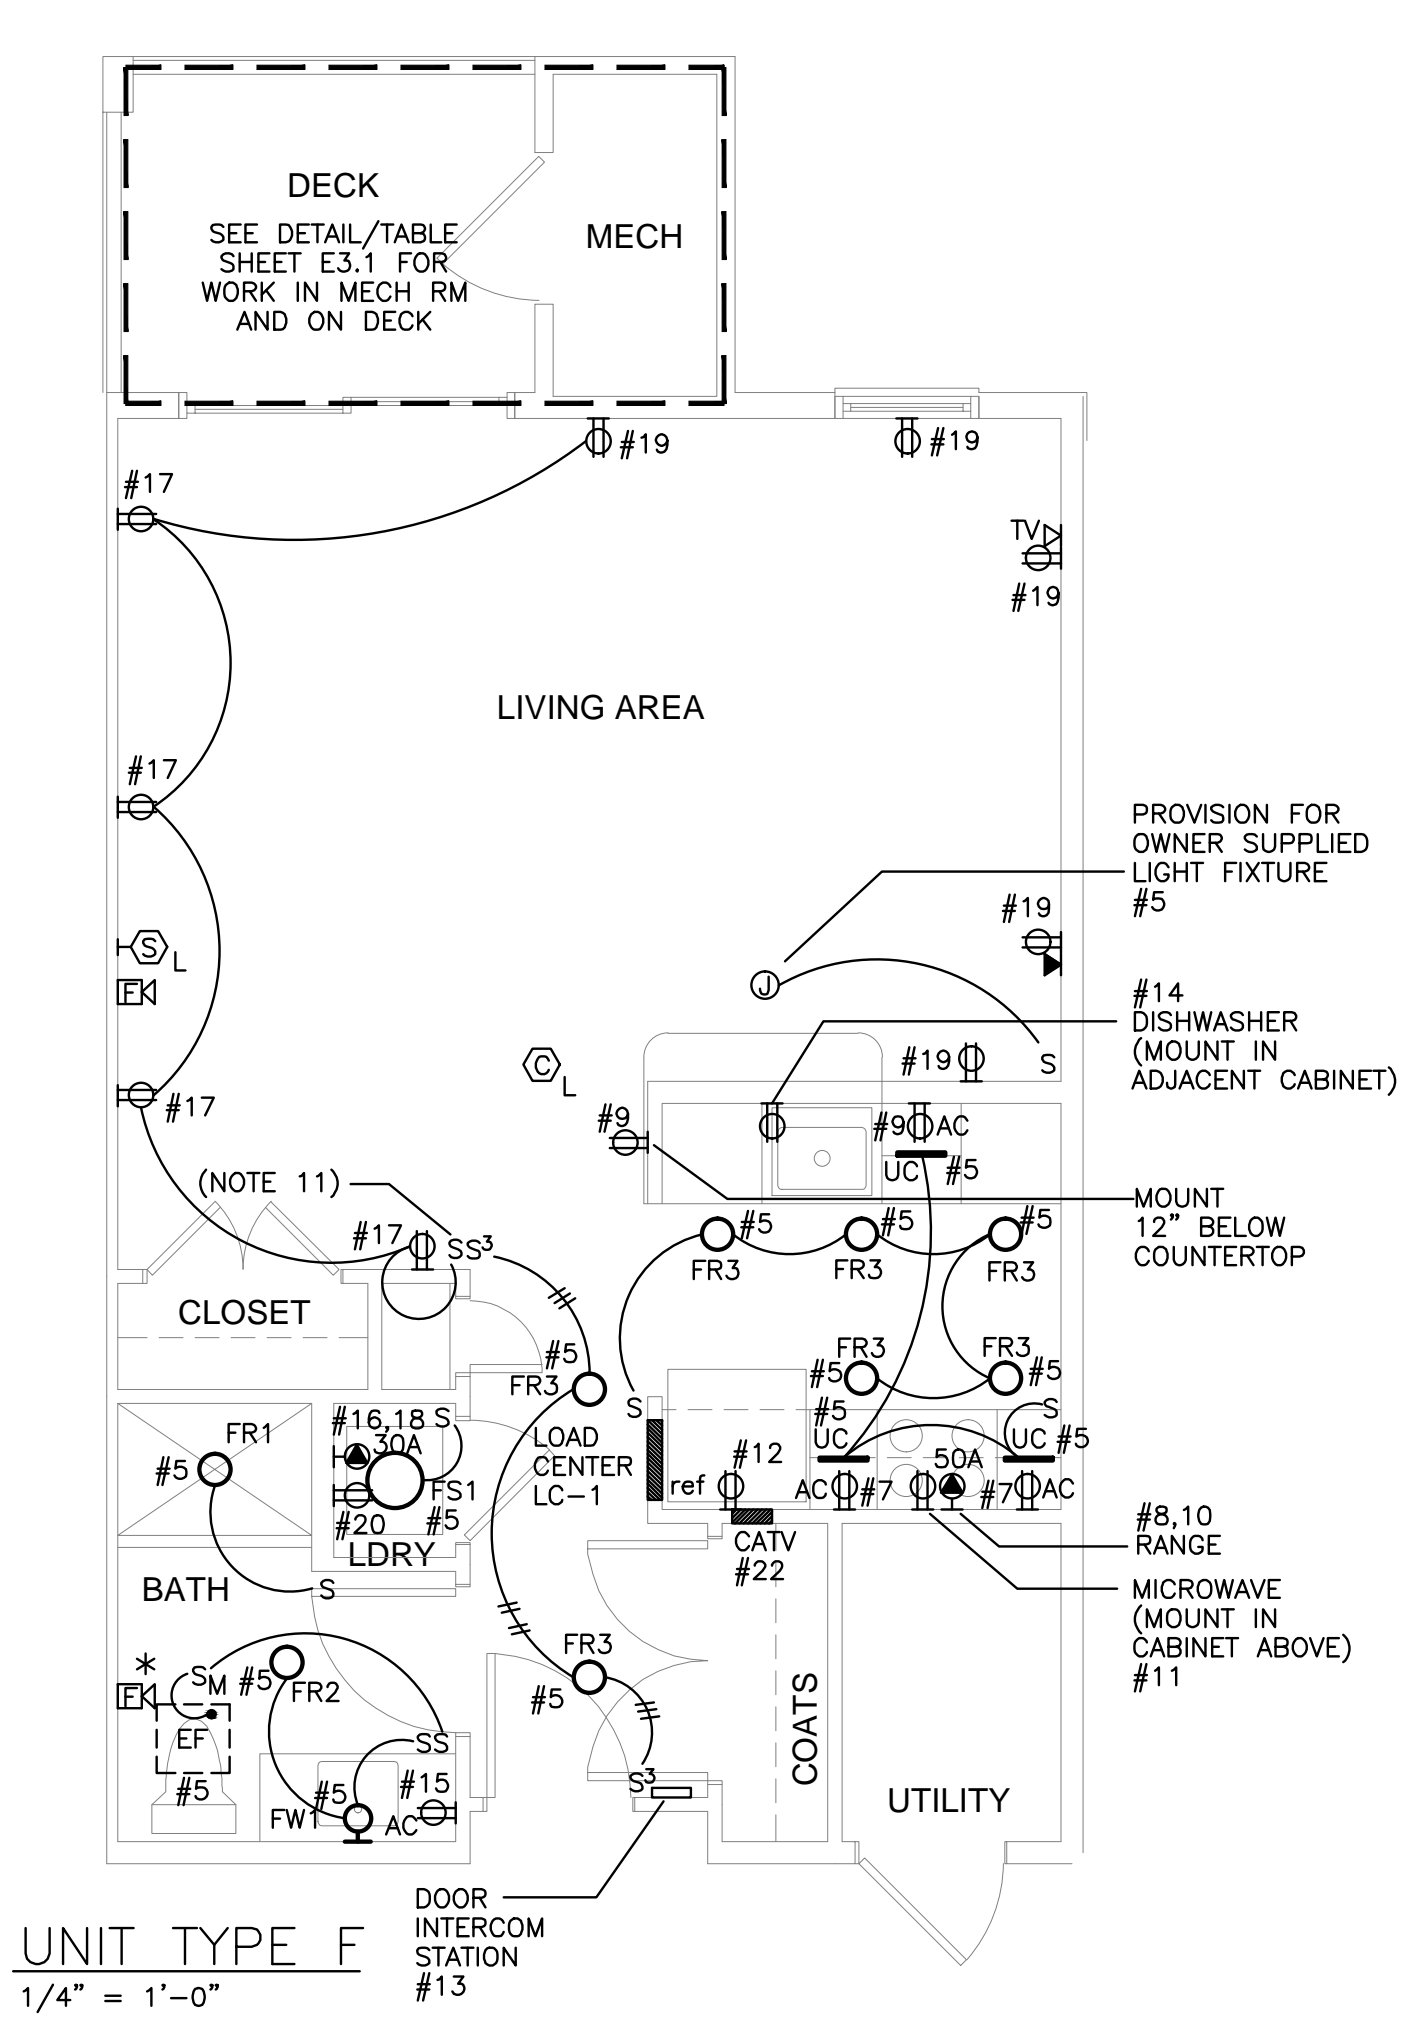 DECK
SEE DETAIL/TABLE
SHEET E3.1 FOR
WORK IN MECH RM
AND ON DECK
MECH
#19
#19
#17
TV
#19
LIVING AREA
#17
PROVISION FOR
OWNER SUPPLIED
LIGHT FIXTURE
#5
#19
S
L
F
J
#14
DISHWASHER
(MOUNT IN
ADJACENT CABINET)
C
L
#19
S
#17
#9
#9
AC
UC
#5
(NOTE 11)
MOUNT
12" BELOW
COUNTERTOP
#17
SS³
#5
#5
#5
FR3
FR3
FR3
CLOSET
#5
FR3
FR3
#5
FR3
#5
S
#5
S
#16,18
S
30A
FR1
#5
LOAD
CENTER
LC-1
UC
UC
#5
#12
50A
ref
AC
#7
#7
AC
FS1
#5
#20
LDRY
#8,10
RANGE
CATV
#22
MICROWAVE
(MOUNT IN
CABINET ABOVE)
#11
BATH
S
*
F
SM
#5
FR2
FR3
#5
EF
#5
SS
COATS
#5
#15
FW1
AC
S³
UTILITY
DOOR
INTERCOM
STATION
#13
UNIT TYPE F
1/4" = 1'-0"